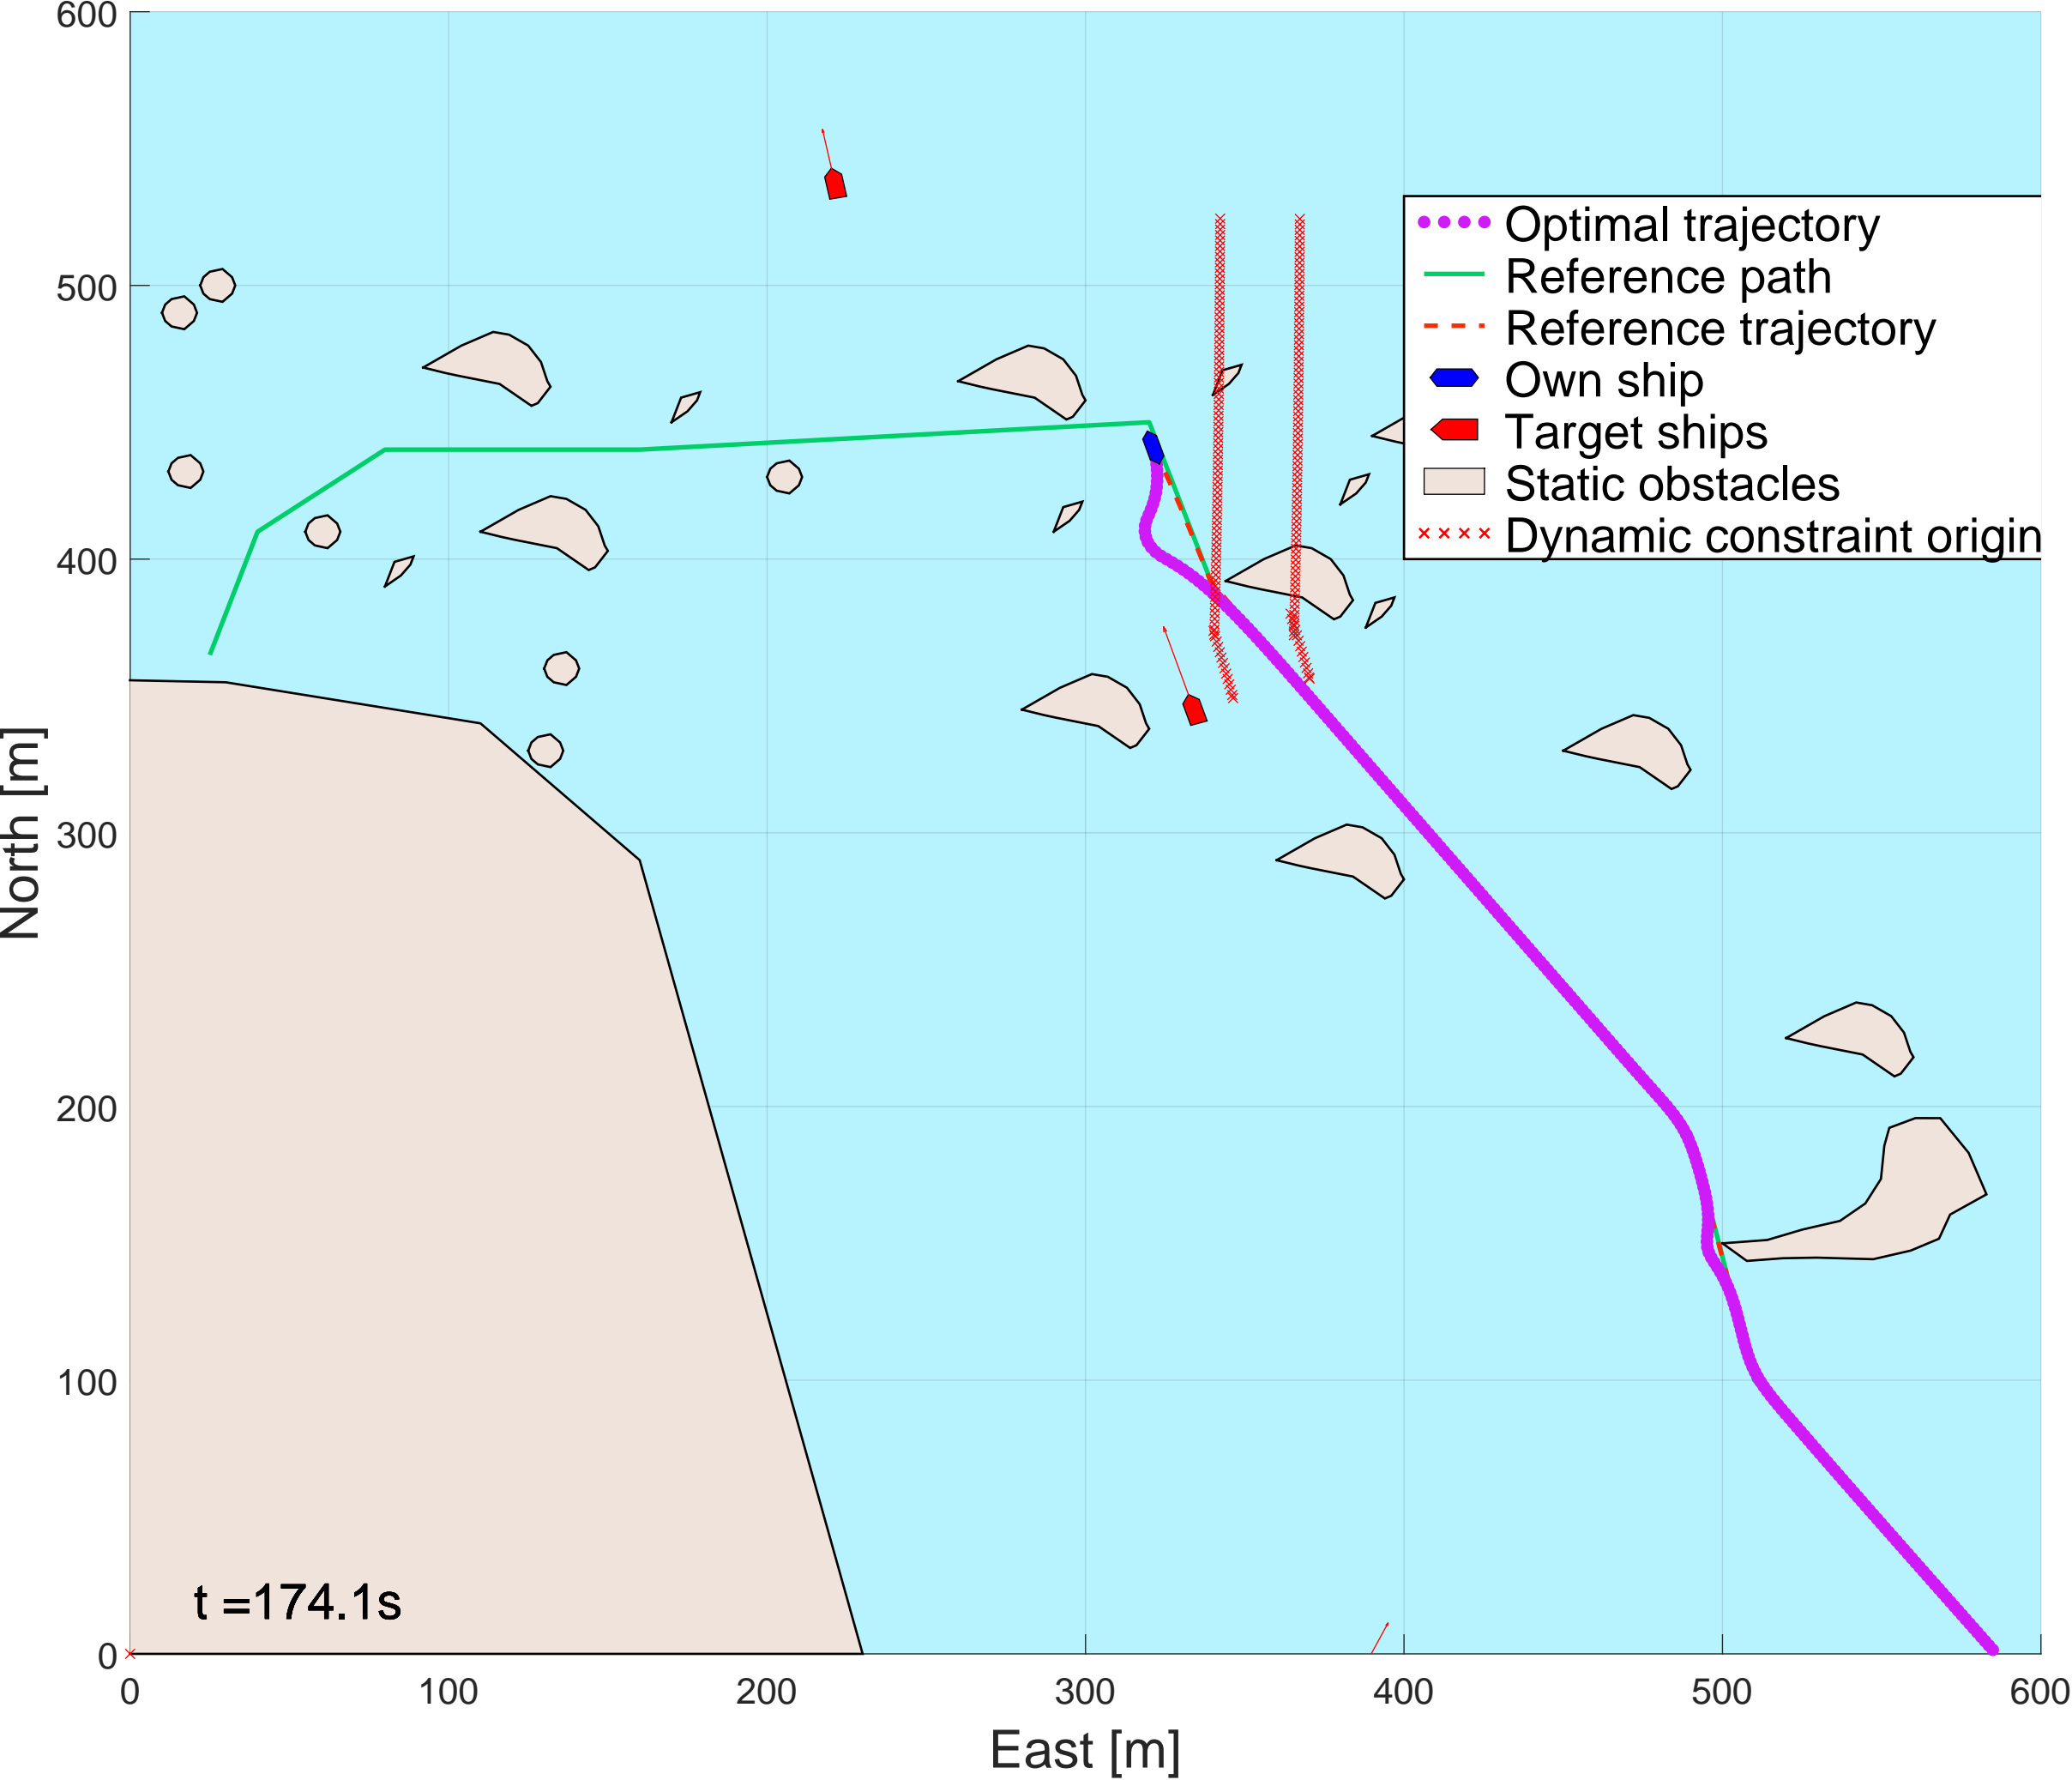 600
500
400
300
200
100
0
North [m]
Optimal trajectory
Reference path
Reference trajectory
Own ship
Target ships
Static obstacles
Dynamic constraint origin
t =174.1s
0 100 200 300 400 500 600
East [m]